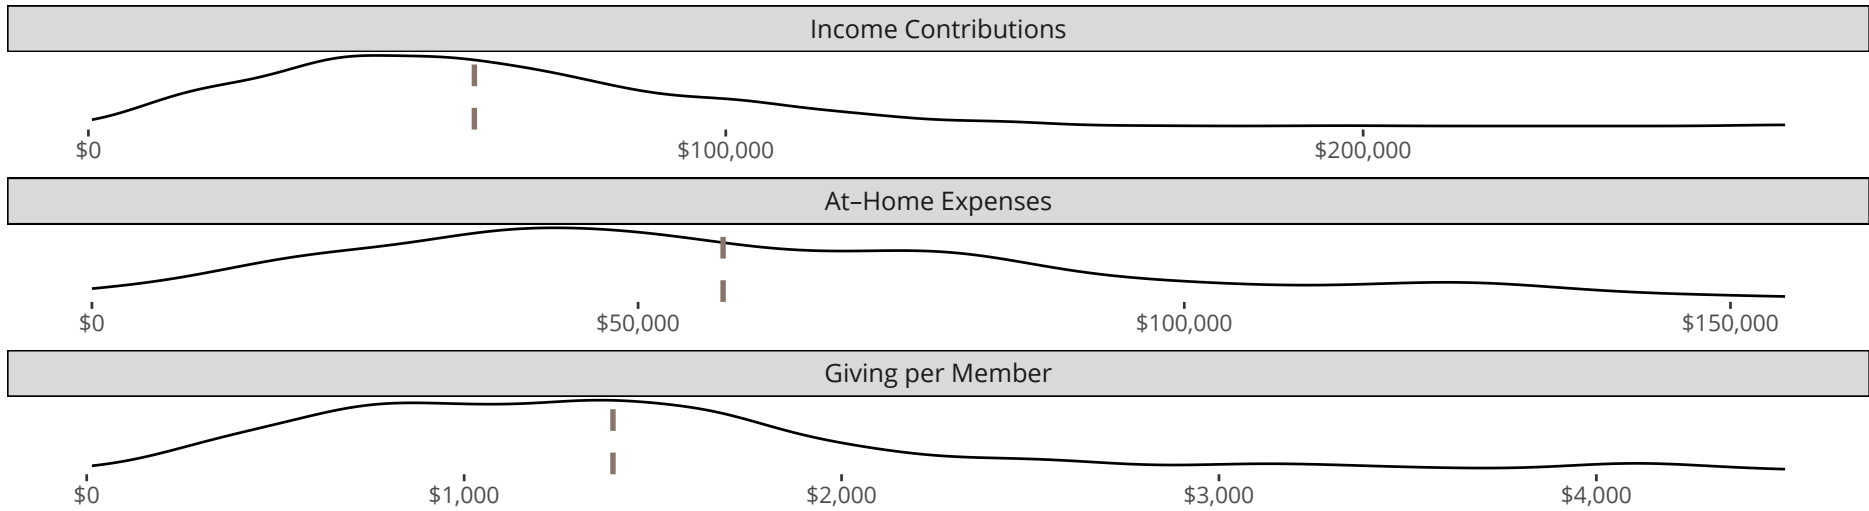 Income Contributions
$0 $100,000 $200,000
At–Home Expenses
$0 $50,000 $100,000 $150,000
Giving per Member
$0 $1,000 $2,000 $3,000 $4,000